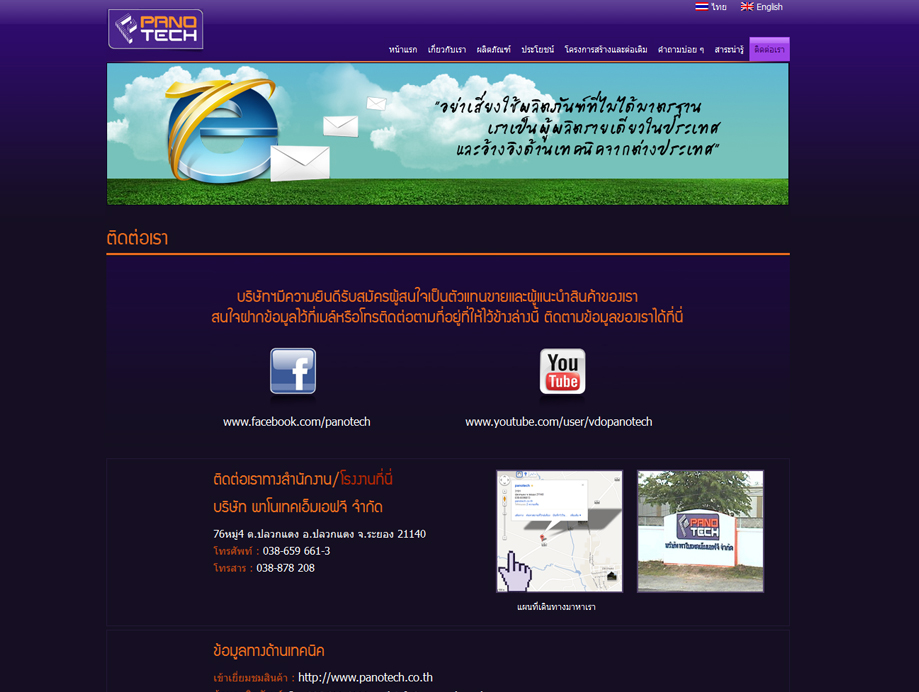 ไทย English
PANO
TECH
หน้าแรก เกี่ยวกับเรา ผลิตภัณฑ์ ประโยชน์ โครงการสร้างและต่อเติม คำถามบ่อย ๆ สาระน่ารู้ ติดต่อเรา
"อย่าเสี่ยงใช้ผลิตภัณฑ์ที่ไม่ได้มาตรฐาน
เราเป็นผู้ผลิตรายเดียวในประเทศ
และอ้างอิงด้านเทคนิคจากต่างประเทศ"
ติดต่อเรา
บริษัทฯมีความยินดีรับสมัครผู้สนใจเป็นตัวแทนขายและผู้แนะนำสินค้าของเรา
สนใจฝากข้อมูลไว้ที่เมล์หรือโทรติดต่อตามที่อยู่ที่ให้ไว้ข้างล่างนี้ ติดตามข้อมูลของเราได้ที่นี่
f
You
Tube
www.facebook.com/panotech
www.youtube.com/user/vdopanotech
ติดต่อเราทางสำนักงาน/โรงงานที่นี่
บริษัท พาโนเทคเอ็มเอฟจี จำกัด
76หมู่4 ต.ปลวกแดง อ.ปลวกแดง จ.ระยอง 21140
โทรศัพท์ : 038-659 661-3
โทรสาร : 038-878 208
panotech
PANO
TECH
แผนที่เดินทางมาหาเรา
ข้อมูลทางด้านเทคนิค
เข้าเยี่ยมชมสินค้า : http://www.panotech.co.th